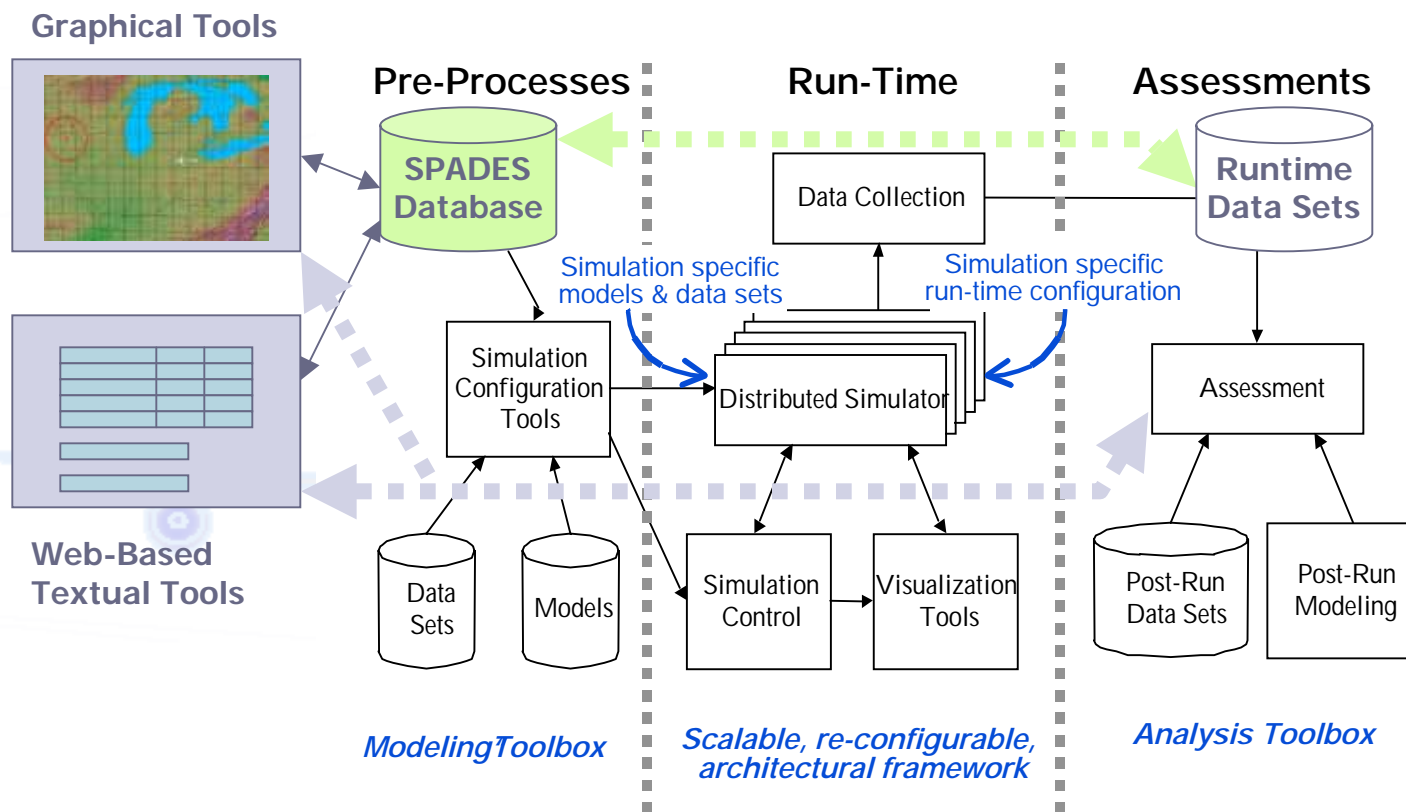 Graphical Tools
Pre-Processes
Run-Time
Assessments
SPADES
Database
Data Collection
Runtime
Data Sets
Simulation specific
models & data sets
Simulation specific
run-time configuration
Simulation
Configuration
Tools
Distributed Simulator
Assessment
Web-Based
Textual Tools
Data
Sets
Models
Simulation
Control
Visualization
Tools
Post-Run
Data Sets
Post-Run
Modeling
Modeling Toolbox
Scalable, re-configurable,
architectural framework
Analysis Toolbox